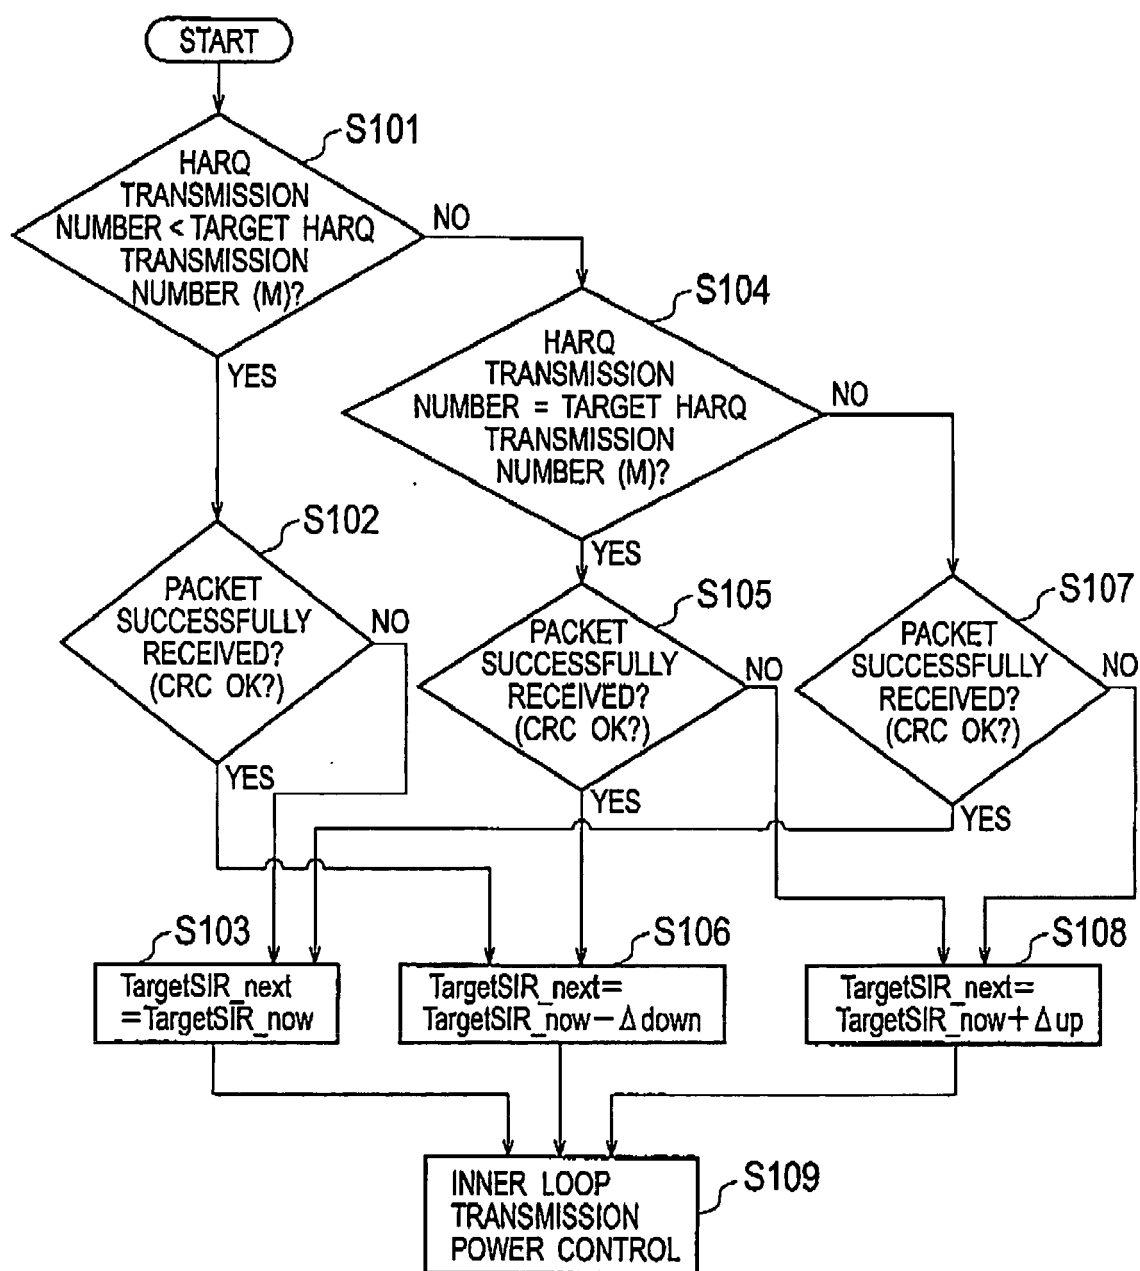 START
S101
HARQ
TRANSMISSION
NUMBER < TARGET HARQ
TRANSMISSION
NUMBER (M)?
NO
YES
S104
HARQ
TRANSMISSION
NUMBER = TARGET HARQ
TRANSMISSION
NUMBER (M)?
NO
YES
S102
PACKET
SUCCESSFULLY
RECEIVED?
(CRC OK?)
NO
YES
S105
PACKET
SUCCESSFULLY
RECEIVED?
(CRC OK?)
NO
YES
S107
PACKET
SUCCESSFULLY
RECEIVED?
(CRC OK?)
NO
YES
S103
TargetSIR_next
=TargetSIR_now
S106
TargetSIR_next=
TargetSIR_now−Δdown
S108
TargetSIR_next=
TargetSIR_now+Δup
S109
INNER LOOP
TRANSMISSION
POWER CONTROL